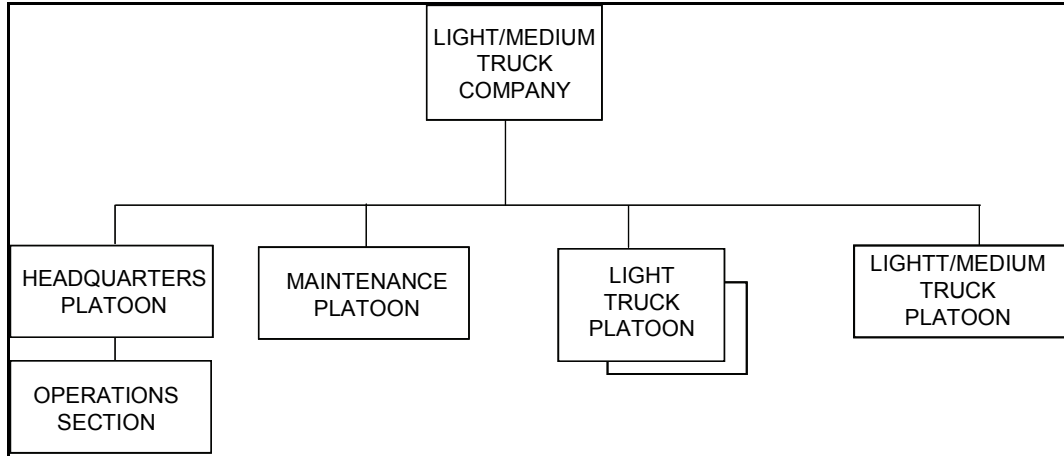 LIGHT/MEDIUM
TRUCK
COMPANY
HEADQUARTERS
PLATOON
MAINTENANCE
PLATOON
LIGHT
TRUCK
PLATOON
LIGHTT/MEDIUM
TRUCK
PLATOON
OPERATIONS
SECTION